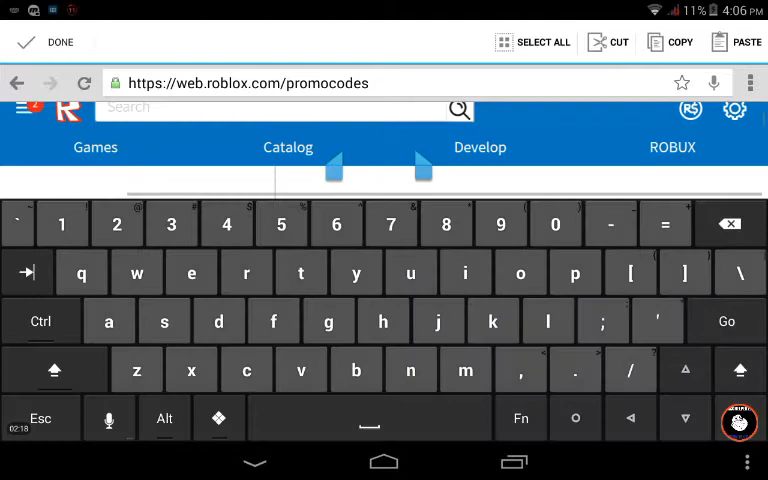 11% 4:06 PM
DONE SELECT ALL CUT COPY PASTE
https://web.roblox.com/promocodes
2 R Search R$
Games Catalog Develop ROBUX
~ ! @ # $ % ^ & * ( ) _ +
` 1 2 3 4 5 6 7 8 9 0 - =
q w e r t y u i o p [ ] \
Ctrl a s d f g h j k l ; ' Go
z x c v b n m , . /
Esc Alt Fn
02:18